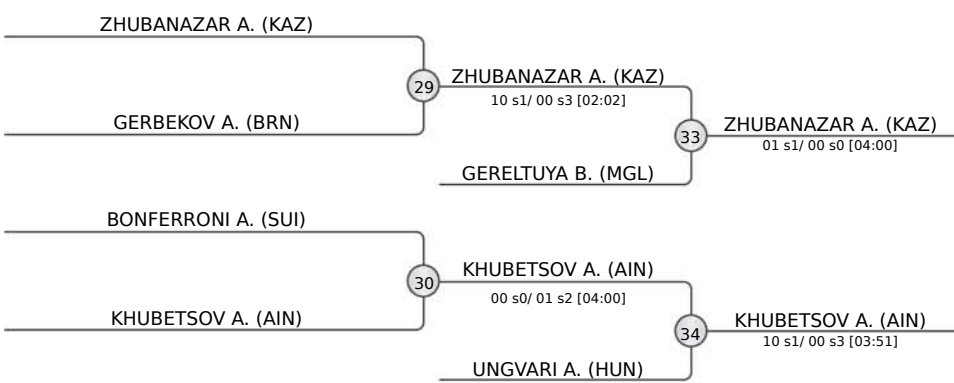 ZHUBANAZAR A. (KAZ)
29
GERBEKOV A. (BRN)
ZHUBANAZAR A. (KAZ)
10 s1/ 00 s3 [02:02]
33
GERELTUYA B. (MGL)
ZHUBANAZAR A. (KAZ)
01 s1/ 00 s0 [04:00]
BONFERRONI A. (SUI)
30
KHUBETSOV A. (AIN)
KHUBETSOV A. (AIN)
00 s0/ 01 s2 [04:00]
34
UNGVARI A. (HUN)
KHUBETSOV A. (AIN)
10 s1/ 00 s3 [03:51]